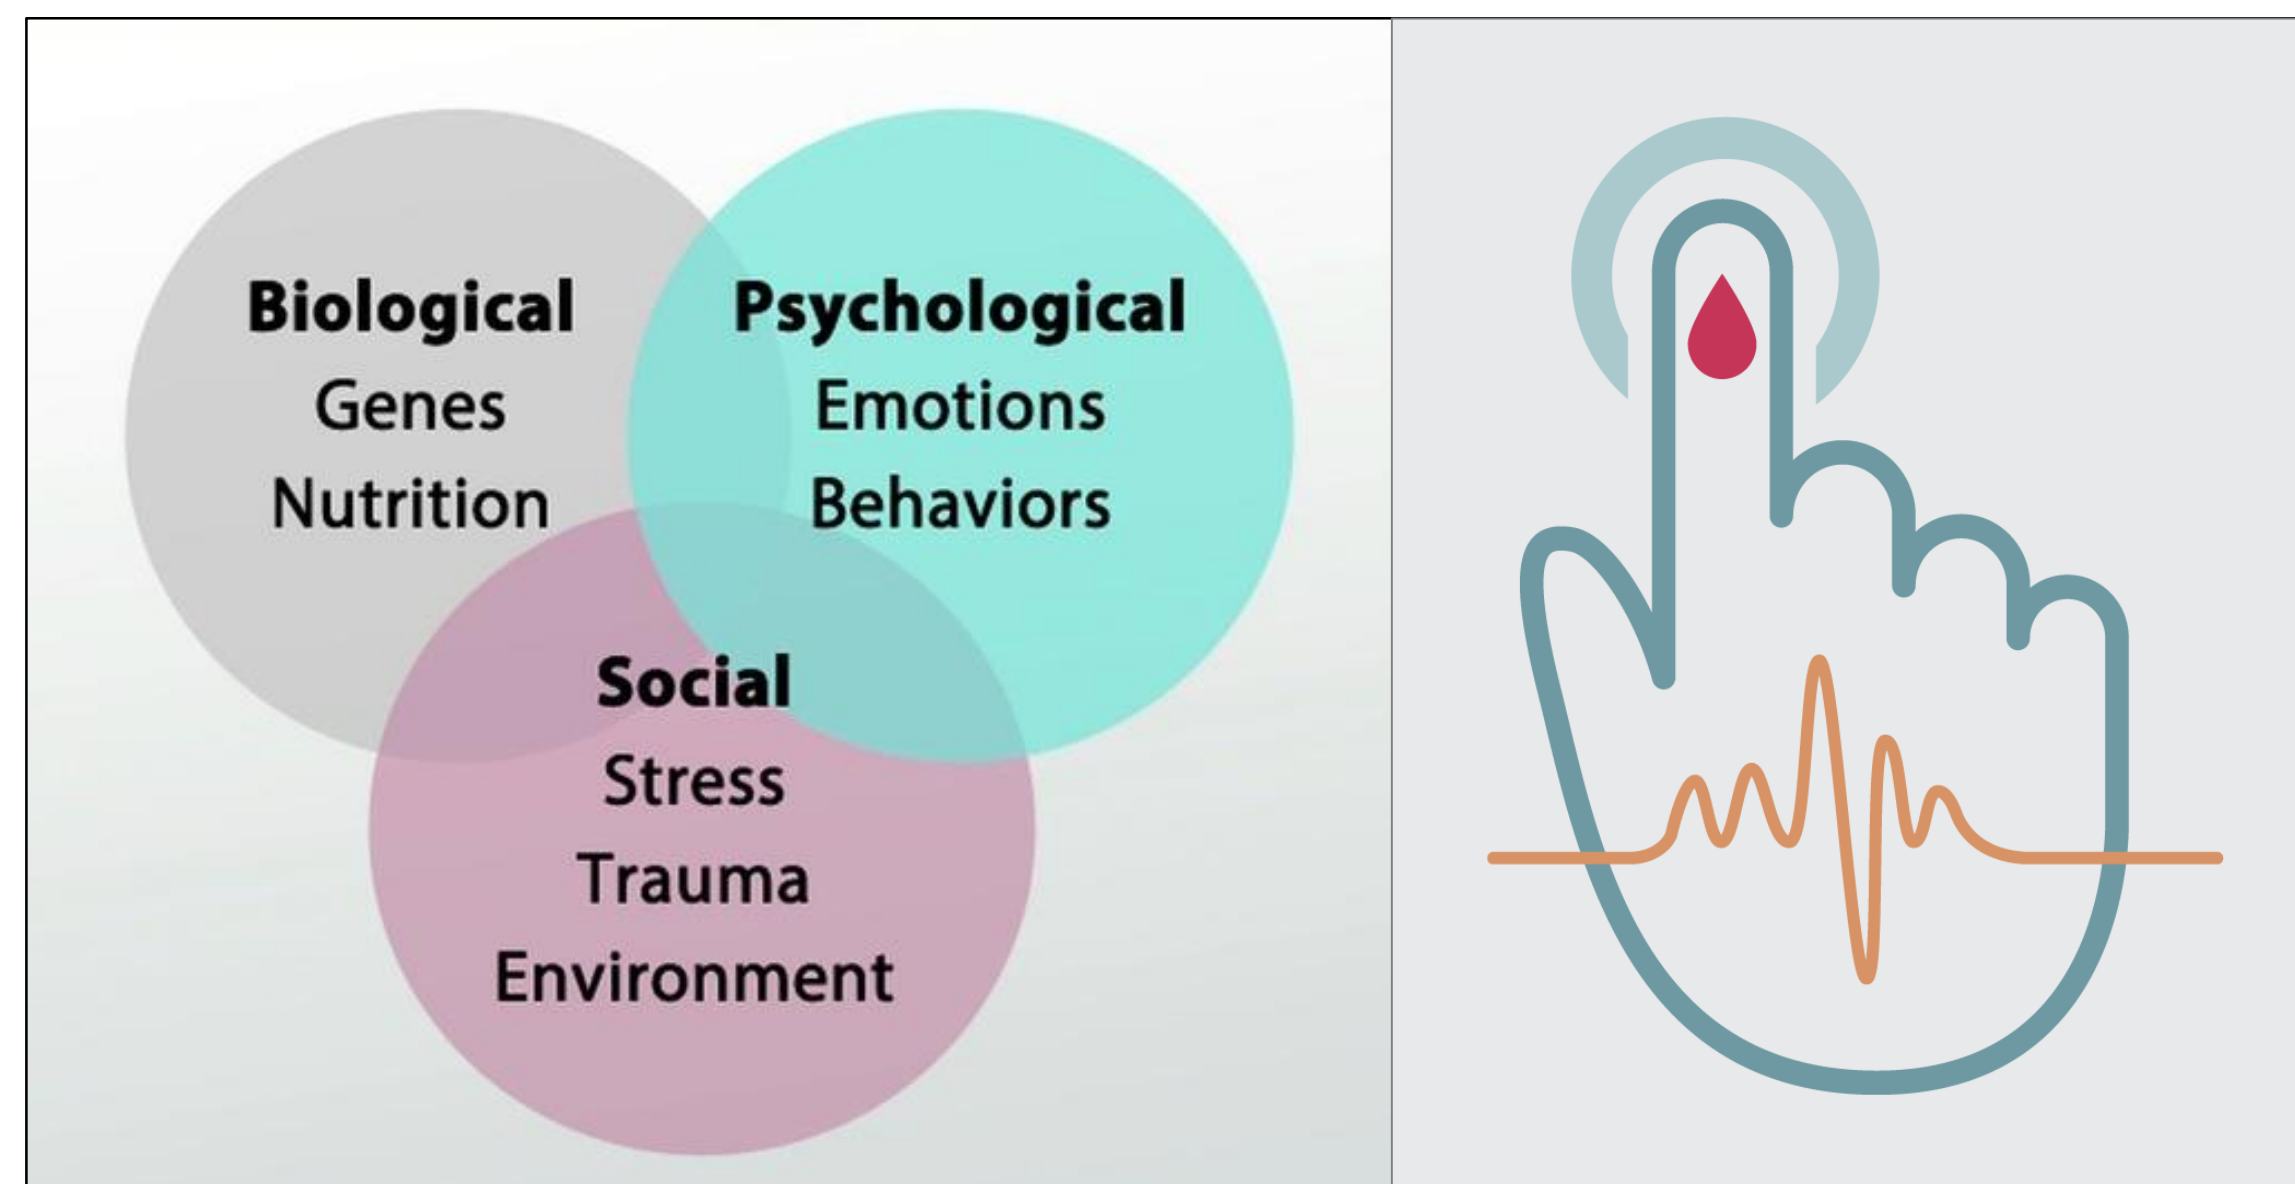 Biological
Genes
Nutrition
Psychological
Emotions
Behaviors
Social
Stress
Trauma
Environment